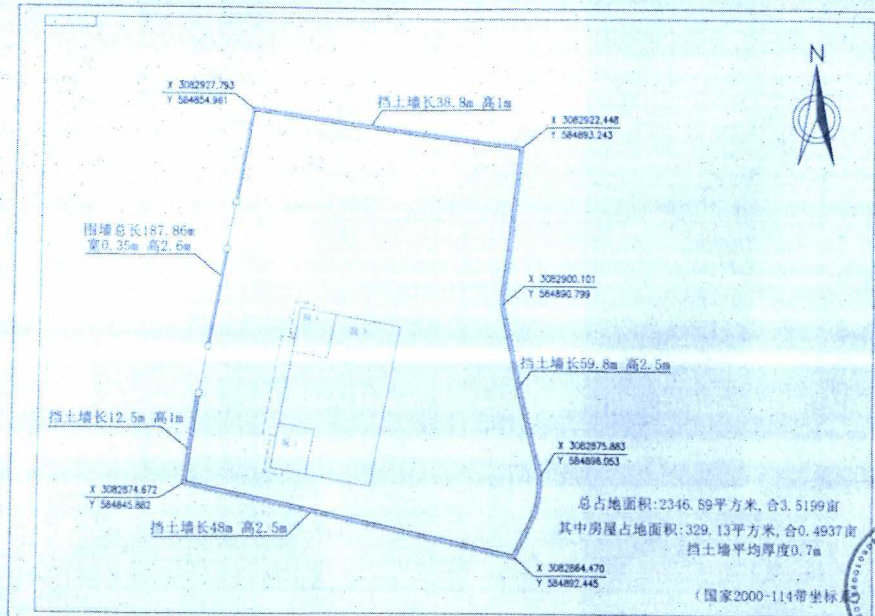 N
X 3082927.793
Y 584854.961
挡土墙长38.8m 高1m
X 3082922.448
Y 584893.243
围墙总长187.86m
宽0.35m 高2.6m
X 3082900.101
Y 584890.799
挡土墙长59.8m 高2.5m
挡土墙长12.5m 高1m
X 3082875.883
Y 584896.053
X 3082874.672
Y 584845.882
总占地面积:2346.59平方米,合3.5199亩
挡土墙长48m 高2.5m
其中房屋占地面积:329.13平方米,合0.4937亩
挡土墙平均厚度0.7m
X 3082864.470
Y 584892.445
(国家2000-114带坐标系)